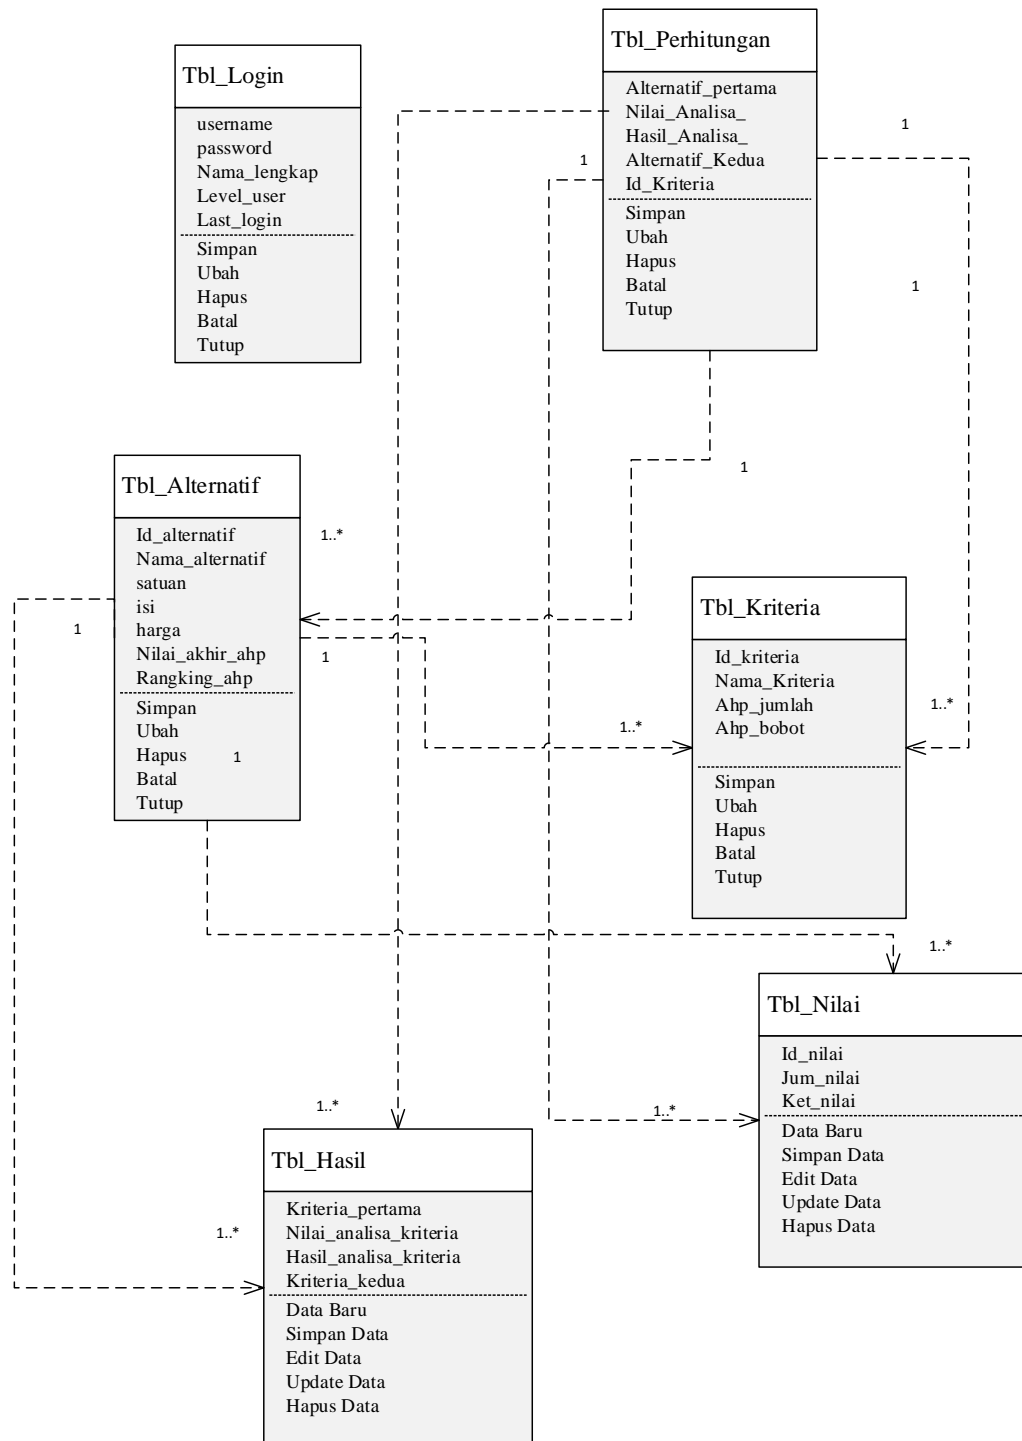 Tbl_Login
username
password
Nama_lengkap
Level_user
Last_login
Simpan
Ubah
Hapus
Batal
Tutup
Tbl_Perhitungan
Alternatif_pertama
Nilai_Analisa_
Hasil_Analisa_
Alternatif_Kedua
Id_Kriteria
Simpan
Ubah
Hapus
Batal
Tutup
1
1
1
1
Tbl_Alternatif
Id_alternatif
Nama_alternatif
satuan
isi
harga
Nilai_akhir_ahp
Rangking_ahp
Simpan
Ubah
Hapus
Batal
Tutup
1..*
1
1
1
Tbl_Kriteria
Id_kriteria
Nama_Kriteria
Ahp_jumlah
Ahp_bobot
Simpan
Ubah
Hapus
Batal
Tutup
1..*
1..*
1..*
Tbl_Nilai
Id_nilai
Jum_nilai
Ket_nilai
Data Baru
Simpan Data
Edit Data
Update Data
Hapus Data
1..*
1..*
1..*
Tbl_Hasil
Kriteria_pertama
Nilai_analisa_kriteria
Hasil_analisa_kriteria
Kriteria_kedua
Data Baru
Simpan Data
Edit Data
Update Data
Hapus Data